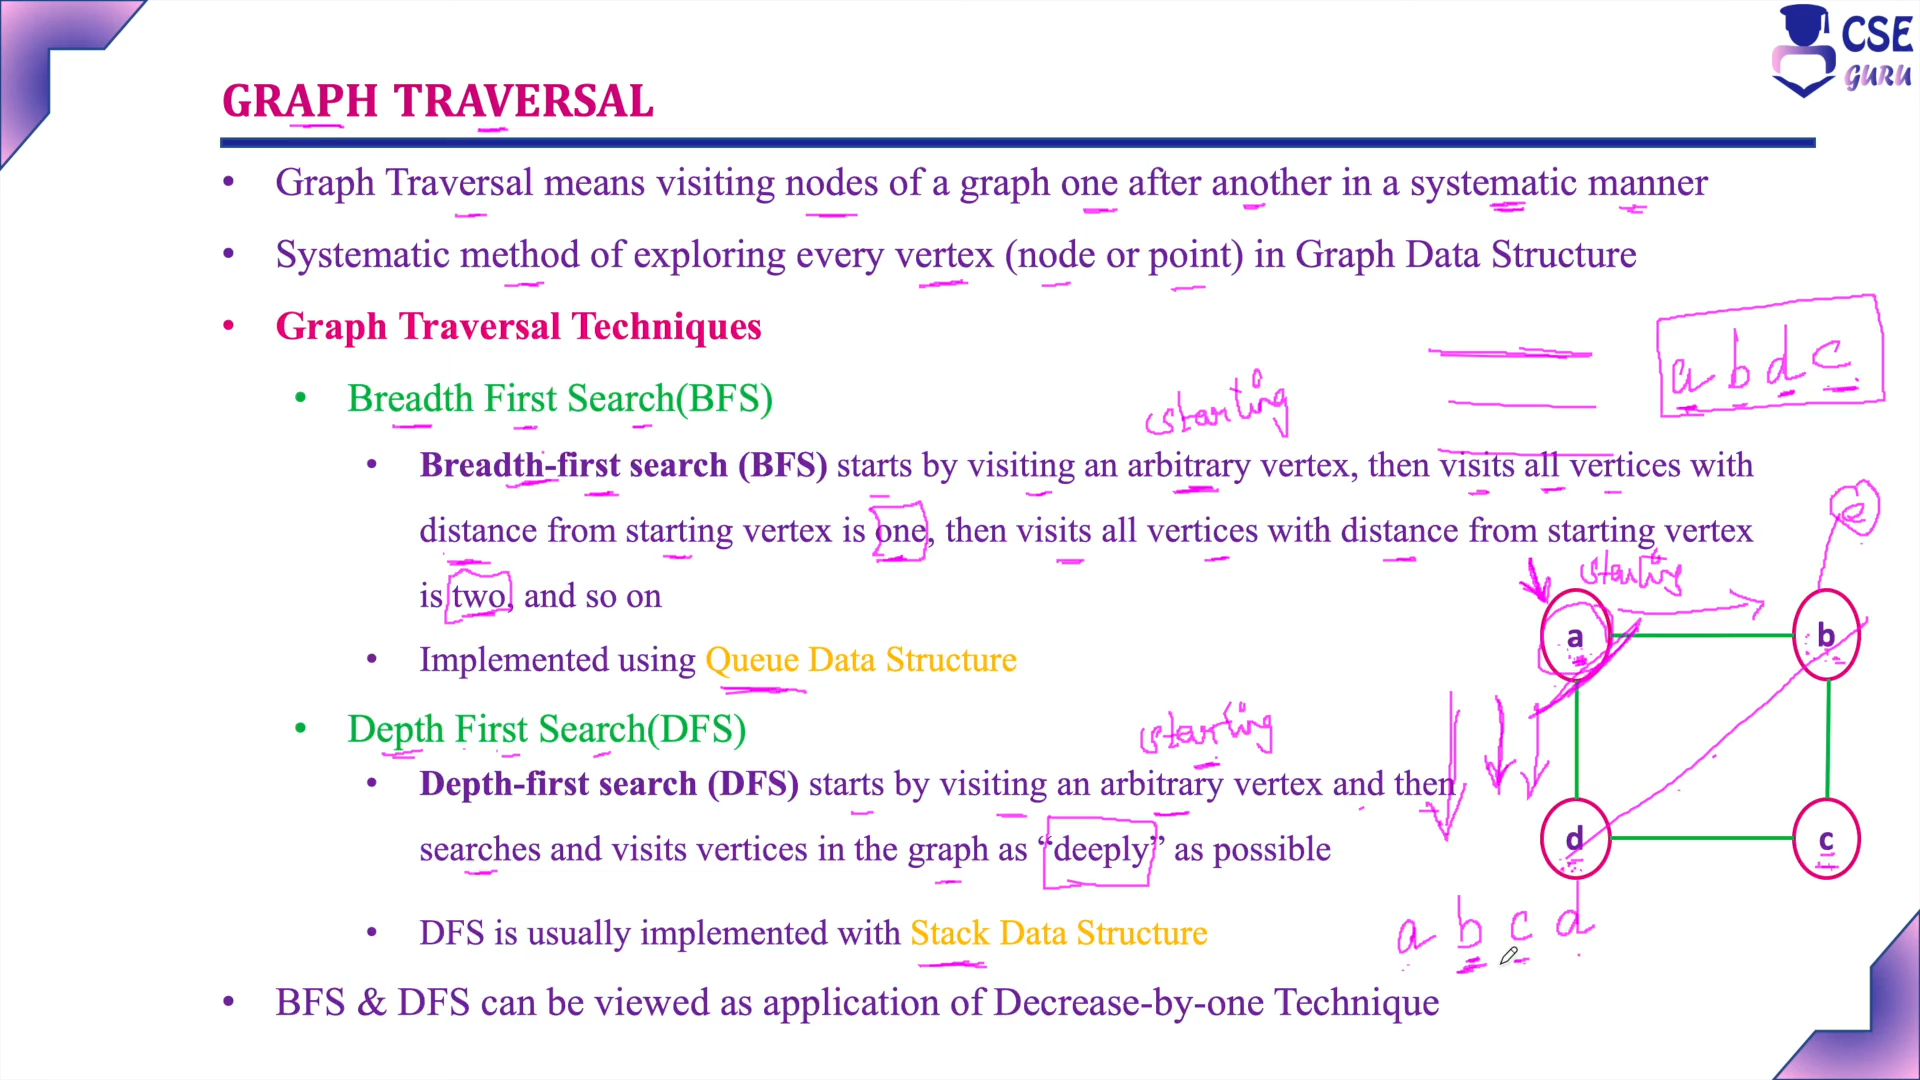 CSE
GURU
GRAPH TRAVERSAL
• Graph Traversal means visiting nodes of a graph one after another in a systematic manner
• Systematic method of exploring every vertex (node or point) in Graph Data Structure
• Graph Traversal Techniques
a b d c
• Breadth First Search(BFS)
starting
• Breadth-first search (BFS) starts by visiting an arbitrary vertex, then visits all vertices with
distance from starting vertex is one, then visits all vertices with distance from starting vertex
is two, and so on
starting
a b
• Implemented using Queue Data Structure
• Depth First Search(DFS)
starting
• Depth-first search (DFS) starts by visiting an arbitrary vertex and then
searches and visits vertices in the graph as “deeply” as possible
d c
• DFS is usually implemented with Stack Data Structure
a b c d
• BFS & DFS can be viewed as application of Decrease-by-one Technique